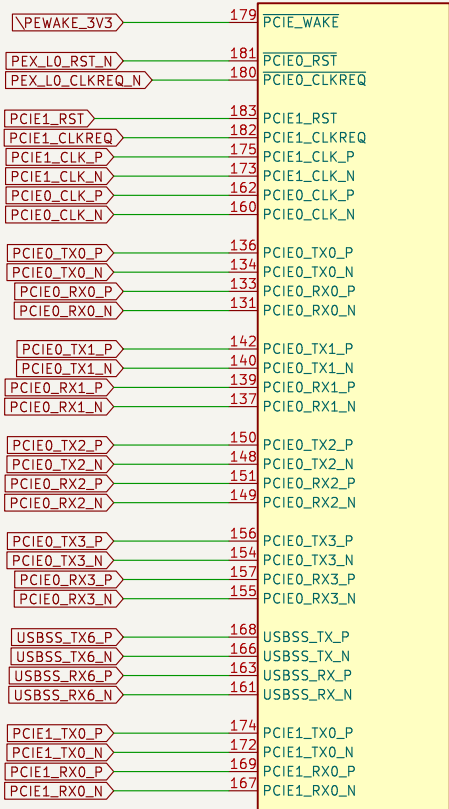 \PEWAKE_3V3 179 PCIE_WAKE
PEX_L0_RST_N 181 PCIE0_RST
PEX_L0_CLKREQ_N 180 PCIE0_CLKREQ
PCIE1_RST 183 PCIE1_RST
PCIE1_CLKREQ 182 PCIE1_CLKREQ
PCIE1_CLK_P 175 PCIE1_CLK_P
PCIE1_CLK_N 173 PCIE1_CLK_N
PCIE0_CLK_P 162 PCIE0_CLK_P
PCIE0_CLK_N 160 PCIE0_CLK_N
PCIE0_TX0_P 136 PCIE0_TX0_P
PCIE0_TX0_N 134 PCIE0_TX0_N
PCIE0_RX0_P 133 PCIE0_RX0_P
PCIE0_RX0_N 131 PCIE0_RX0_N
PCIE0_TX1_P 142 PCIE0_TX1_P
PCIE0_TX1_N 140 PCIE0_TX1_N
PCIE0_RX1_P 139 PCIE0_RX1_P
PCIE0_RX1_N 137 PCIE0_RX1_N
PCIE0_TX2_P 150 PCIE0_TX2_P
PCIE0_TX2_N 148 PCIE0_TX2_N
PCIE0_RX2_P 151 PCIE0_RX2_P
PCIE0_RX2_N 149 PCIE0_RX2_N
PCIE0_TX3_P 156 PCIE0_TX3_P
PCIE0_TX3_N 154 PCIE0_TX3_N
PCIE0_RX3_P 157 PCIE0_RX3_P
PCIE0_RX3_N 155 PCIE0_RX3_N
USBSS_TX6_P 168 USBSS_TX_P
USBSS_TX6_N 166 USBSS_TX_N
USBSS_RX6_P 163 USBSS_RX_P
USBSS_RX6_N 161 USBSS_RX_N
PCIE1_TX0_P 174 PCIE1_TX0_P
PCIE1_TX0_N 172 PCIE1_TX0_N
PCIE1_RX0_P 169 PCIE1_RX0_P
PCIE1_RX0_N 167 PCIE1_RX0_N